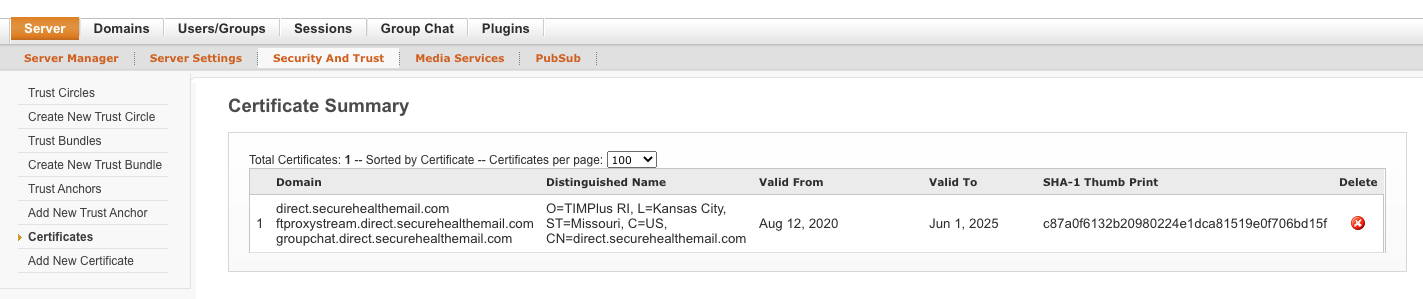 Server Domains Users/Groups Sessions Group Chat Plugins
Server Manager Server Settings Security And Trust Media Services PubSub
Trust Circles
Create New Trust Circle
Trust Bundles
Create New Trust Bundle
Trust Anchors
Add New Trust Anchor
Certificates
Add New Certificate
Certificate Summary
Total Certificates: 1 -- Sorted by Certificate -- Certificates per page: 100
Domain Distinguished Name Valid From Valid To SHA-1 Thumb Print Delete
direct.securehealthemail.com O=TIMPlus RI, L=Kansas City,
1 ftproxystream.direct.securehealthemail.com ST=Missouri, C=US, Aug 12, 2020 Jun 1, 2025 c87a0f6132b20980224e1dca81519e0f706bd15f
groupchat.direct.securehealthemail.com CN=direct.securehealthemail.com